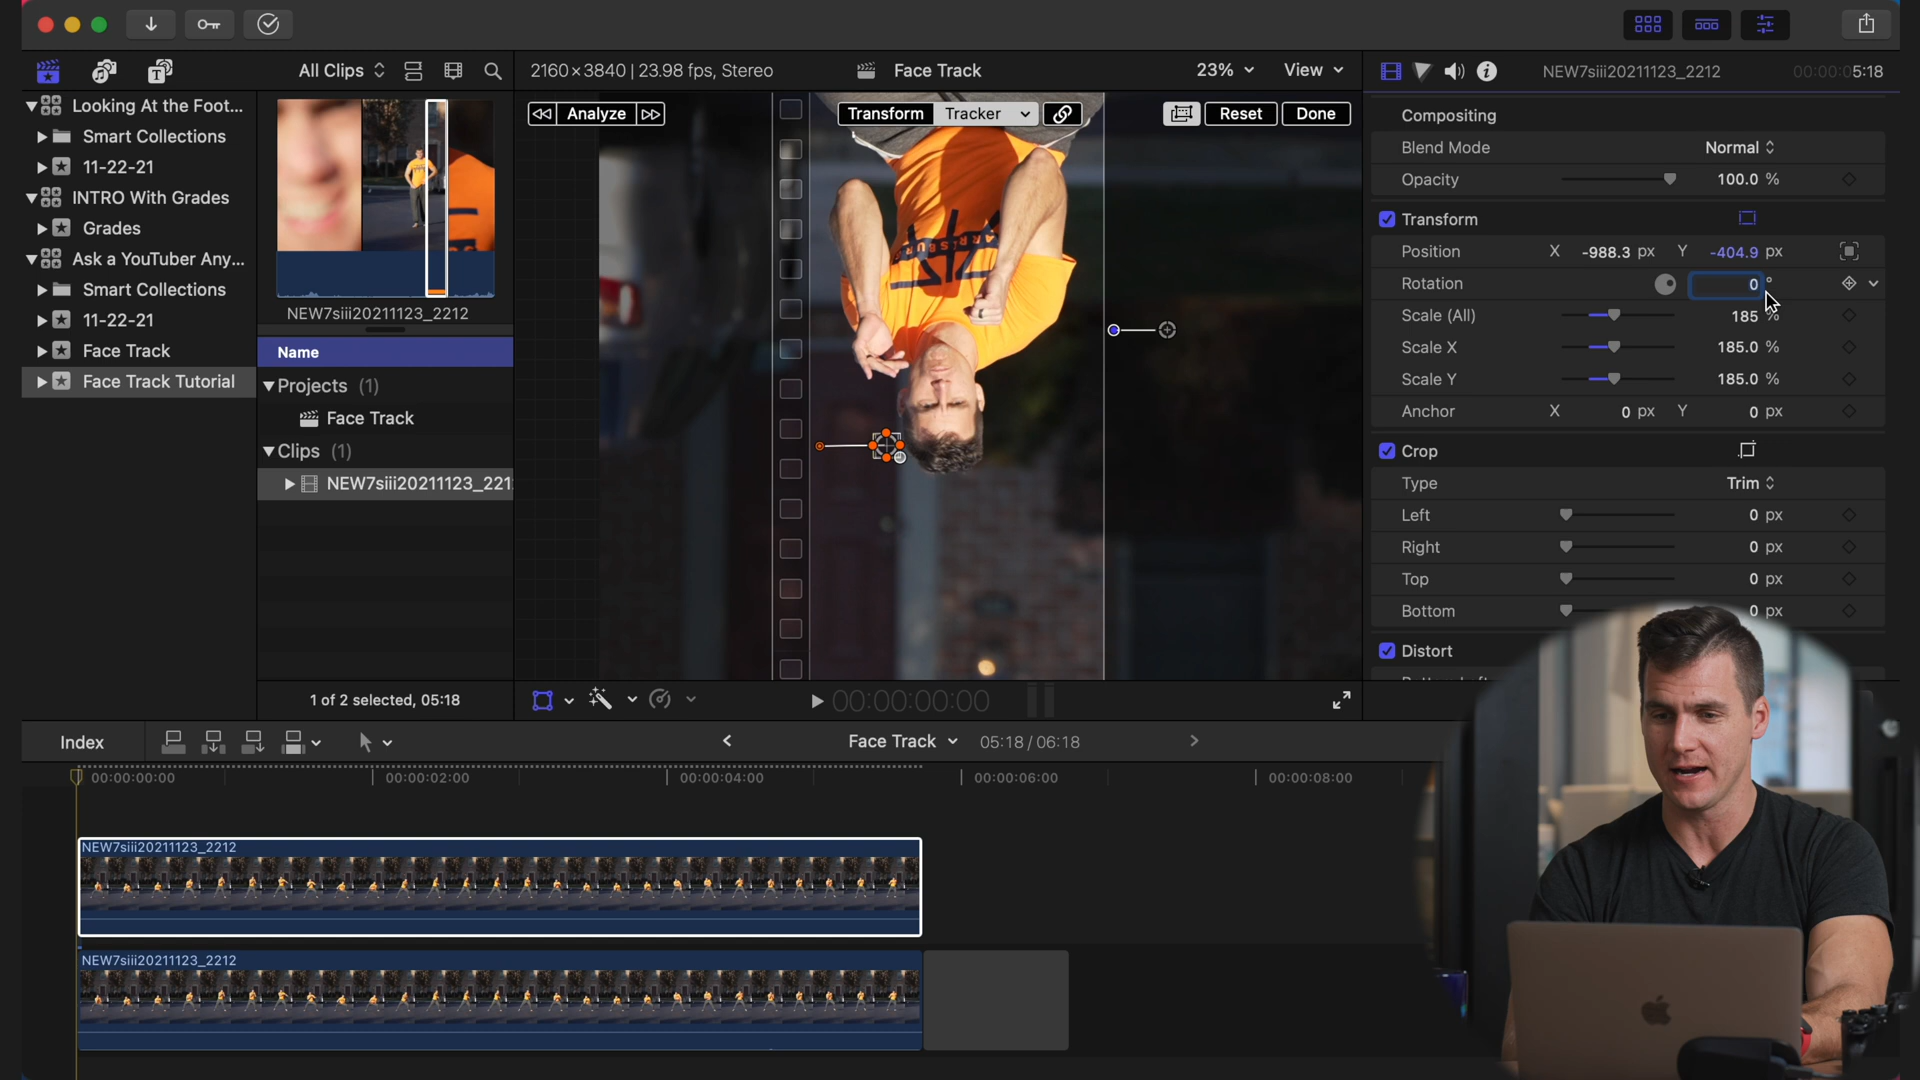 All Clips
2160×3840 | 23.98 fps, Stereo
Face Track
23%
View
NEW7siii20211123_2212
00:00:05:18
Looking At the Foot...
Smart Collections
11-22-21
INTRO With Grades
Grades
Ask a YouTuber Any...
Smart Collections
11-22-21
Face Track
Face Track Tutorial
NEW7siii20211123_2212
Name
Projects (1)
Face Track
Clips (1)
NEW7siii20211123_221
1 of 2 selected, 05:18
Analyze
Transform
Tracker
Reset
Done
Compositing
Blend Mode Normal
Opacity 100.0 %
Transform
Position X -988.3 px Y -404.9 px
Rotation 0 °
Scale (All) 185 %
Scale X 185.0 %
Scale Y 185.0 %
Anchor X 0 px Y 0 px
Crop
Type Trim
Left 0 px
Right 0 px
Top 0 px
Bottom 0 px
Distort
00:00:00:00
Index
Face Track
05:18 / 06:18
00:00:00:00
00:00:02:00
00:00:04:00
00:00:06:00
00:00:08:00
NEW7siii20211123_2212
NEW7siii20211123_2212